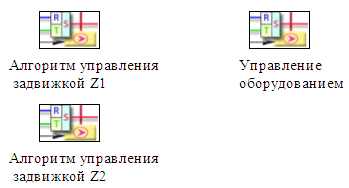 R
S
T
R
S
T
Алгоритм управления
задвижкой Z1
Управление
оборудованием
R
S
T
Алгоритм управления
задвижкой Z2